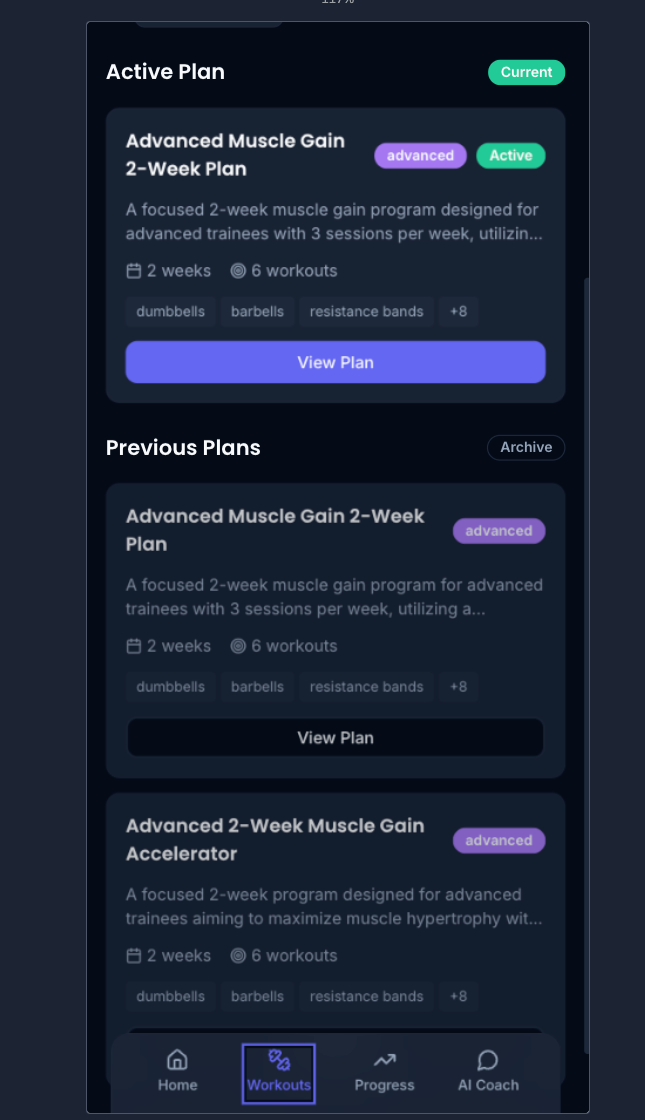 Active Plan
Current
Advanced Muscle Gain
2-Week Plan
advanced
Active
A focused 2-week muscle gain program designed for
advanced trainees with 3 sessions per week, utilizin...
2 weeks
6 workouts
dumbbells
barbells
resistance bands
+8
View Plan
Previous Plans
Archive
Advanced Muscle Gain 2-Week
Plan
advanced
A focused 2-week muscle gain program for advanced
trainees with 3 sessions per week, utilizing a...
2 weeks
6 workouts
dumbbells
barbells
resistance bands
+8
View Plan
Advanced 2-Week Muscle Gain
Accelerator
advanced
A focused 2-week program designed for advanced
trainees aiming to maximize muscle hypertrophy wit...
2 weeks
6 workouts
dumbbells
barbells
resistance bands
+8
Home
Workouts
Progress
AI Coach